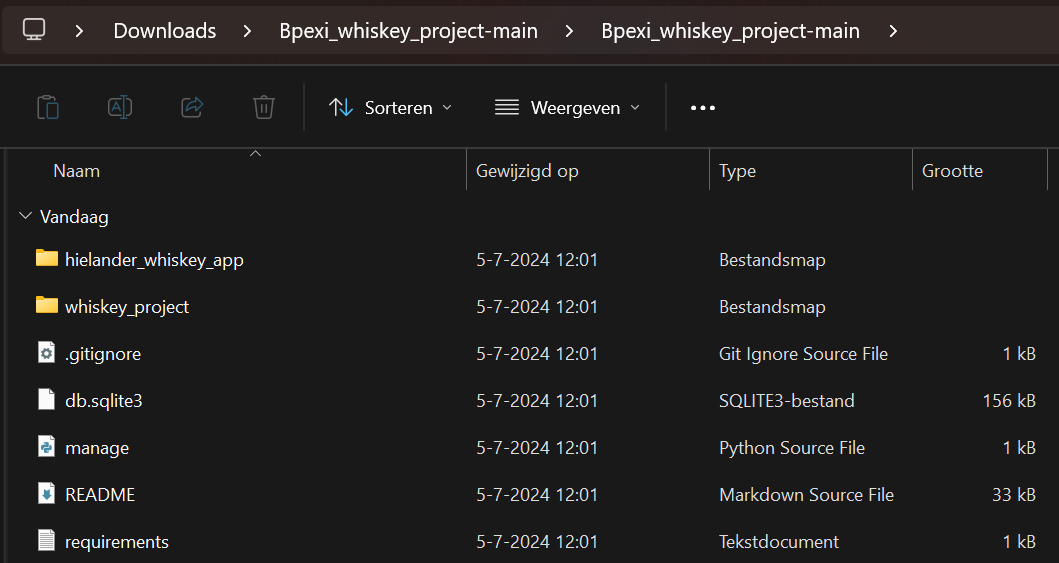 Downloads Bpexi_whiskey_project-main Bpexi_whiskey_project-main
Sorteren Weergeven
Naam Gewijzigd op Type Grootte
Vandaag
hielander_whiskey_app 5-7-2024 12:01 Bestandsmap
whiskey_project 5-7-2024 12:01 Bestandsmap
.gitignore 5-7-2024 12:01 Git Ignore Source File 1 kB
db.sqlite3 5-7-2024 12:01 SQLITE3-bestand 156 kB
manage 5-7-2024 12:01 Python Source File 1 kB
README 5-7-2024 12:01 Markdown Source File 33 kB
requirements 5-7-2024 12:01 Tekstdocument 1 kB